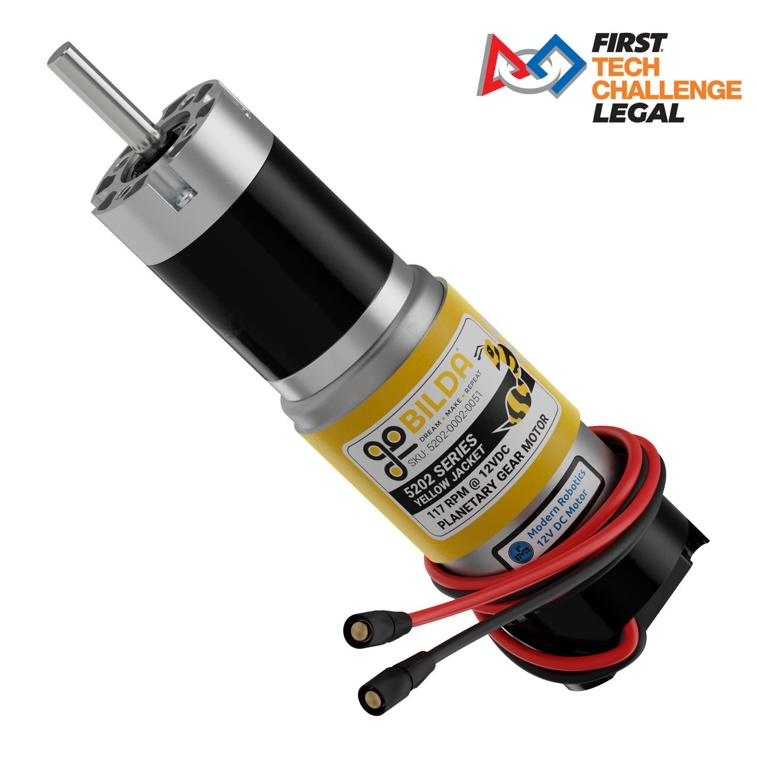 FIRST
TECH
CHALLENGE
LEGAL
goBILDA®
DREAM • MAKE • REPEAT
SKU: 5202-0002-0051
5202 SERIES
YELLOW JACKET
117 RPM @ 12VDC
PLANETARY GEAR MOTOR
Modern Robotics
12V DC Motor